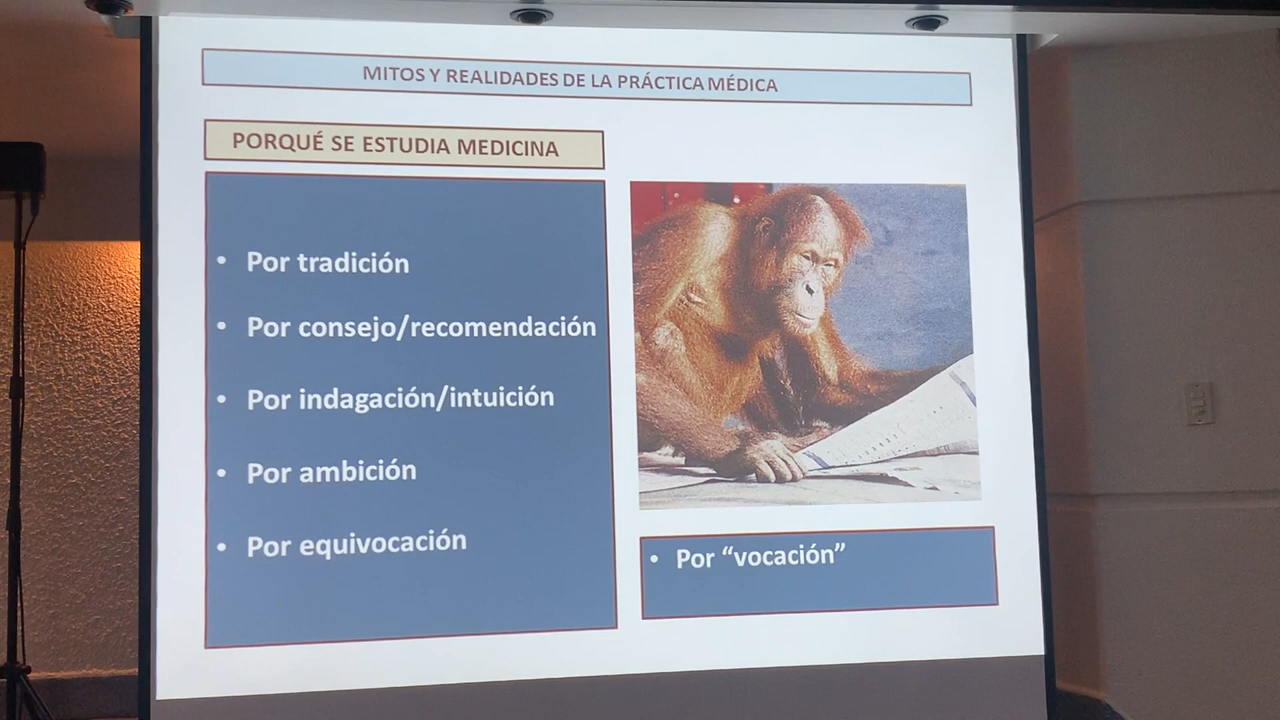 MITOS Y REALIDADES DE LA PRÁCTICA MÉDICA
PORQUÉ SE ESTUDIA MEDICINA
• Por tradición
• Por consejo/recomendación
• Por indagación/intuición
• Por ambición
• Por equivocación
• Por “vocación”